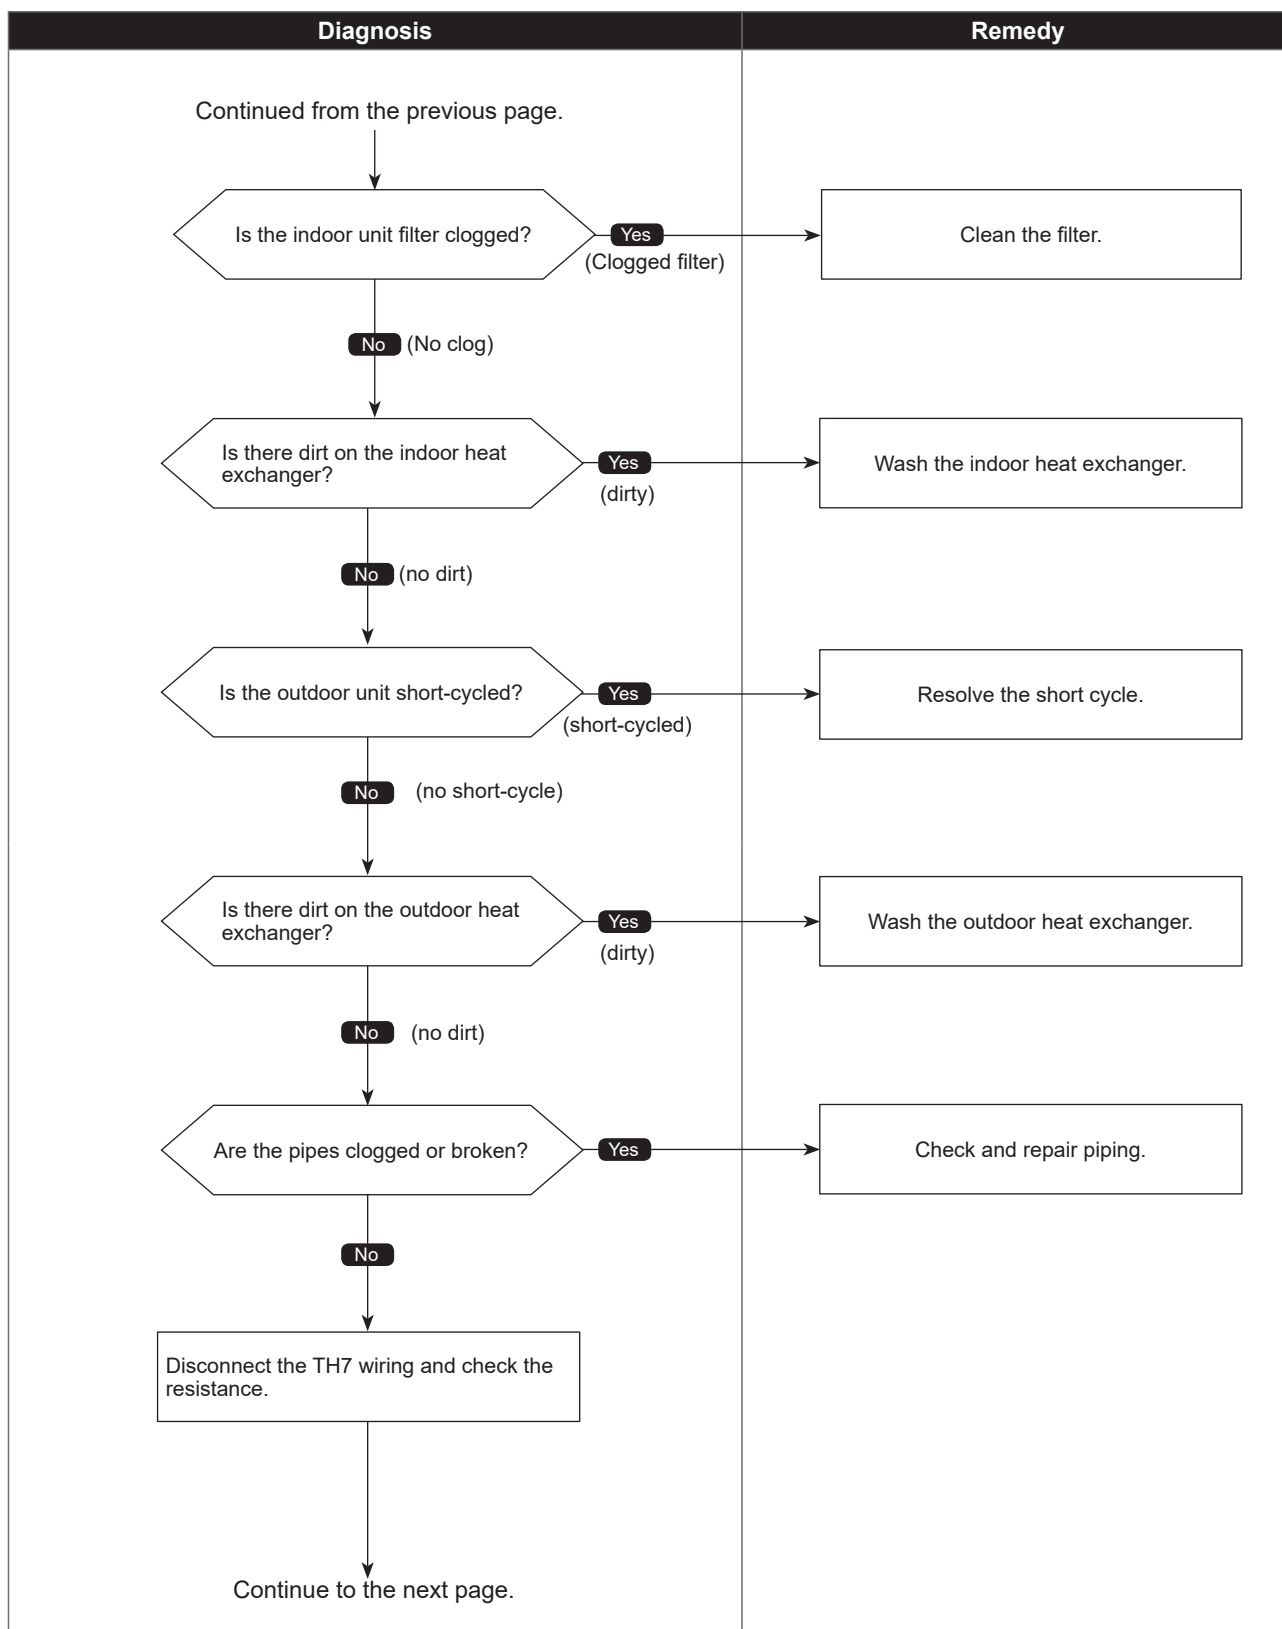 Diagnosis
Remedy
Continued from the previous page.
Is the indoor unit filter clogged?
Yes
(Clogged filter)
Clean the filter.
No
(No clog)
Is there dirt on the indoor heat
exchanger?
Yes
(dirty)
Wash the indoor heat exchanger.
No
(no dirt)
Is the outdoor unit short-cycled?
Yes
(short-cycled)
Resolve the short cycle.
No
(no short-cycle)
Is there dirt on the outdoor heat
exchanger?
Yes
(dirty)
Wash the outdoor heat exchanger.
No
(no dirt)
Are the pipes clogged or broken?
Yes
Check and repair piping.
No
Disconnect the TH7 wiring and check the
resistance.
Continue to the next page.